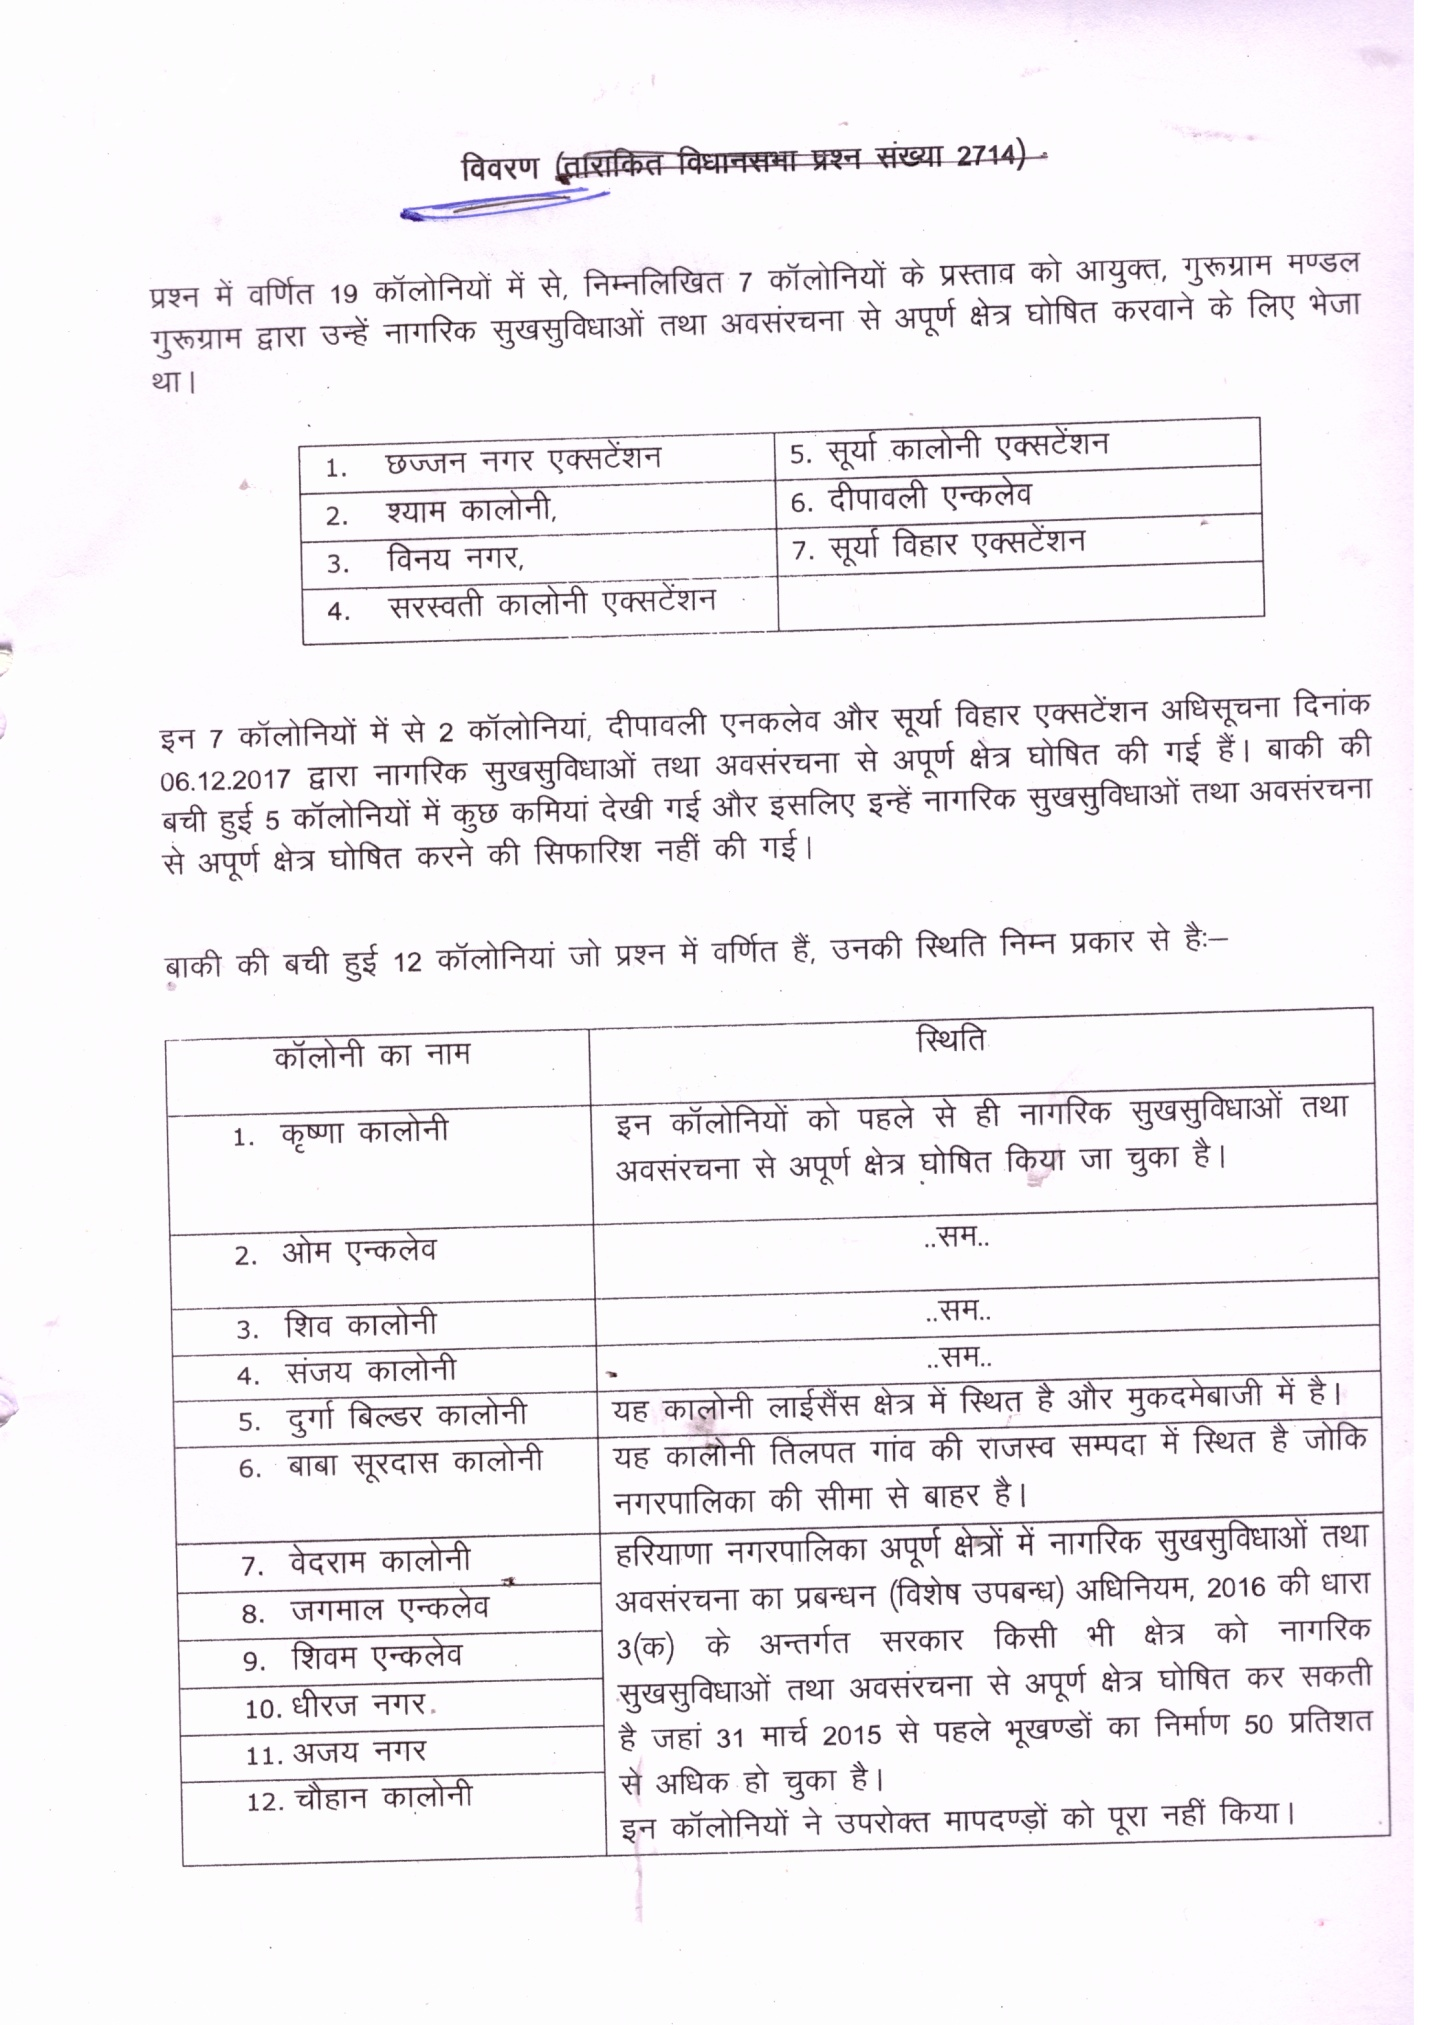 विवरण (ताराकित विधानसभा प्रश्न संख्या 2714)
प्रश्न में वर्णित 19 कॉलोनियों में से, निम्नलिखित 7 कॉलोनियों के प्रस्ताव को आयुक्त, गुरूग्राम मण्डल
गुरूग्राम द्वारा उन्हें नागरिक सुखसुविधाओं तथा अवसंरचना से अपूर्ण क्षेत्र घोषित करवाने के लिए भेजा
था।
1. छज्जन नगर एक्सटेंशन
5. सूर्या कालोनी एक्सटेंशन
2. श्याम कालोनी,
6. दीपावली एन्कलेव
3. विनय नगर,
7. सूर्या विहार एक्सटेंशन
4. सरस्वती कालोनी एक्सटेंशन
इन 7 कॉलोनियों में से 2 कॉलोनियां, दीपावली एनकलेव और सूर्या विहार एक्सटेंशन अधिसूचना दिनांक
06.12.2017 द्वारा नागरिक सुखसुविधाओं तथा अवसंरचना से अपूर्ण क्षेत्र घोषित की गई हैं। बाकी की
बची हुई 5 कॉलोनियों में कुछ कमियां देखी गई और इसलिए इन्हें नागरिक सुखसुविधाओं तथा अवसंरचना
से अपूर्ण क्षेत्र घोषित करने की सिफारिश नहीं की गई।
बाकी की बची हुई 12 कॉलोनियां जो प्रश्न में वर्णित हैं, उनकी स्थिति निम्न प्रकार से हैः–
कॉलोनी का नाम
स्थिति
1. कृष्णा कालोनी
इन कॉलोनियों को पहले से ही नागरिक सुखसुविधाओं तथा
अवसंरचना से अपूर्ण क्षेत्र घोषित किया जा चुका है।
2. ओम एन्कलेव
..सम..
3. शिव कालोनी
..सम..
4. संजय कालोनी
..सम..
5. दुर्गा बिल्डर कालोनी
यह कालोनी लाईसैंस क्षेत्र में स्थित है और मुकदमेबाजी में है।
6. बाबा सूरदास कालोनी
यह कालोनी तिलपत गांव की राजस्व सम्पदा में स्थित है जोकि
नगरपालिका की सीमा से बाहर है।
7. वेदराम कालोनी
8. जगमाल एन्कलेव
9. शिवम एन्कलेव
10. धीरज नगर
11. अजय नगर
12. चौहान कालोनी
हरियाणा नगरपालिका अपूर्ण क्षेत्रों में नागरिक सुखसुविधाओं तथा
अवसंरचना का प्रबन्धन (विशेष उपबन्ध) अधिनियम, 2016 की धारा
3(क) के अन्तर्गत सरकार किसी भी क्षेत्र को नागरिक
सुखसुविधाओं तथा अवसंरचना से अपूर्ण क्षेत्र घोषित कर सकती
है जहां 31 मार्च 2015 से पहले भूखण्डों का निर्माण 50 प्रतिशत
से अधिक हो चुका है।
इन कॉलोनियों ने उपरोक्त मापदण्ड़ों को पूरा नहीं किया।